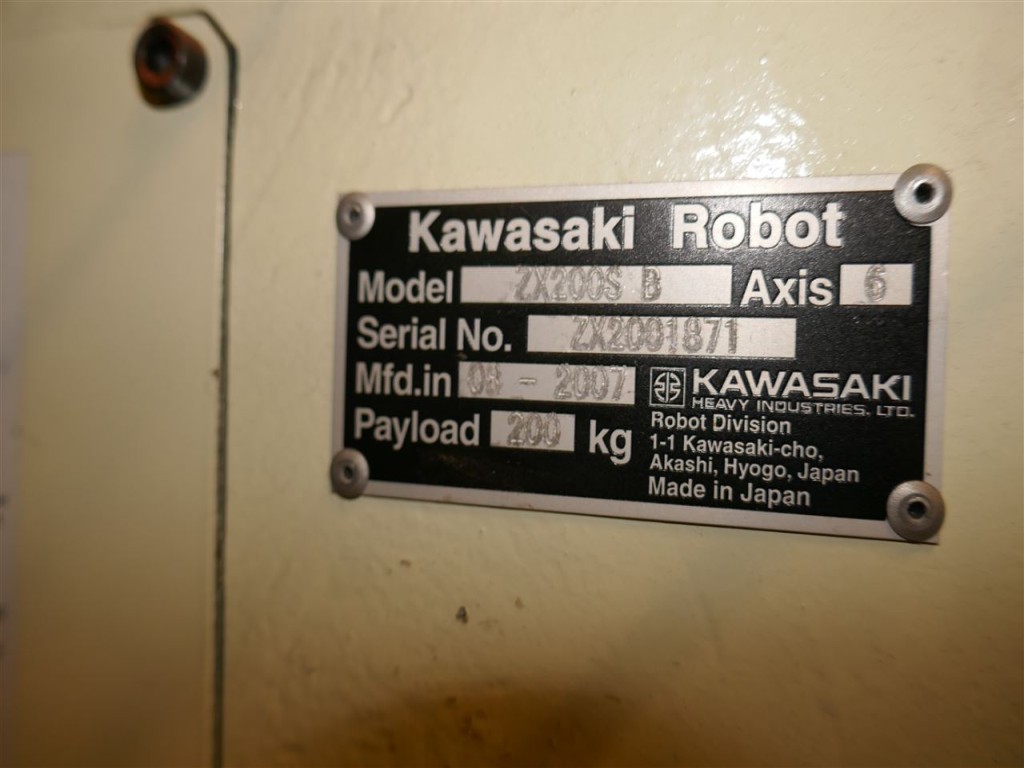 Kawasaki Robot
Model ZX200S B Axis 6
Serial No. ZX2001871
Mfd.in 08 - 2007
Payload 200 kg
KAWASAKI
HEAVY INDUSTRIES, LTD.
Robot Division
1-1 Kawasaki-cho,
Akashi, Hyogo, Japan
Made in Japan